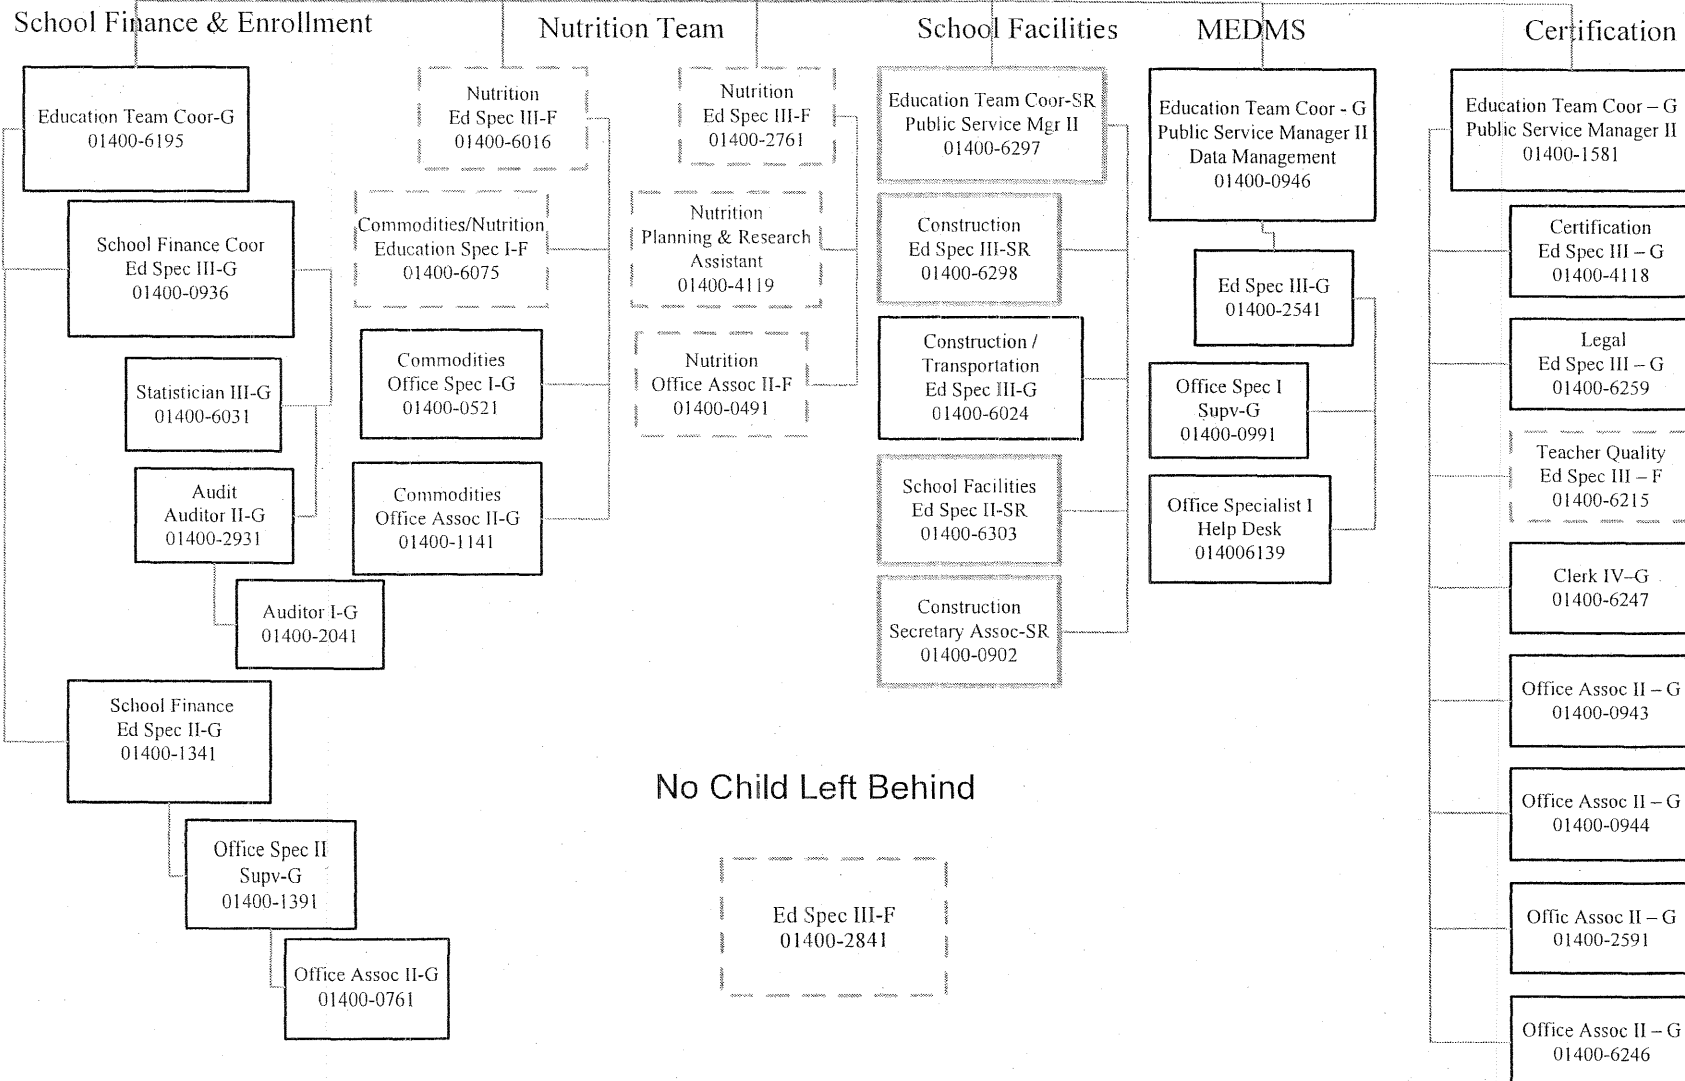 School Finance & Enrollment
Education Team Coor-G
01400-6195
School Finance Coor
Ed Spec III-G
01400-0936
Statistician III-G
01400-6031
Audit
Auditor II-G
01400-2931
Auditor I-G
01400-2041
School Finance
Ed Spec II-G
01400-1341
Office Spec II
Supv-G
01400-1391
Office Assoc II-G
01400-0761
Nutrition Team
Nutrition
Ed Spec III-F
01400-6016
Commodities/Nutrition
Education Spec I-F
01400-6075
Commodities
Office Spec I-G
01400-0521
Commodities
Office Assoc II-G
01400-1141
Nutrition
Ed Spec III-F
01400-2761
Nutrition
Planning & Research
Assistant
01400-4119
Nutrition
Office Assoc II-F
01400-0491
School Facilities
Education Team Coor-SR
Public Service Mgr II
01400-6297
Construction
Ed Spec III-SR
01400-6298
Construction /
Transportation
Ed Spec III-G
01400-6024
School Facilities
Ed Spec II-SR
01400-6303
Construction
Secretary Assoc-SR
01400-0902
MEDMS
Education Team Coor - G
Public Service Manager II
Data Management
01400-0946
Ed Spec III-G
01400-2541
Office Spec I
Supv-G
01400-0991
Office Specialist I
Help Desk
014006139
Certification
Education Team Coor – G
Public Service Manager II
01400-1581
Certification
Ed Spec III – G
01400-4118
Legal
Ed Spec III – G
01400-6259
Teacher Quality
Ed Spec III – F
01400-6215
Clerk IV–G
01400-6247
Office Assoc II – G
01400-0943
Office Assoc II – G
01400-0944
Offic Assoc II – G
01400-2591
Office Assoc II – G
01400-6246
No Child Left Behind
Ed Spec III-F
01400-2841